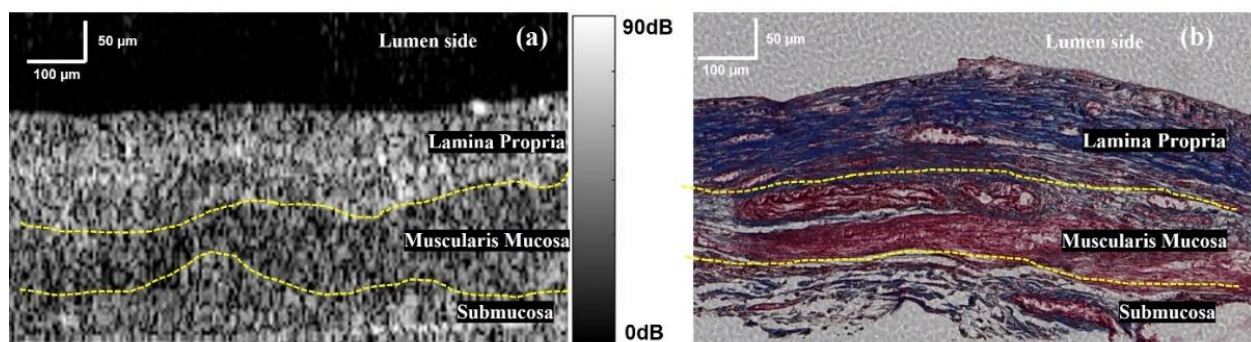 50 µm
100 µm
Lumen side
(a)
Lamina Propria
Muscularis Mucosa
Submucosa
90dB
0dB
50 µm
100 µm
Lumen side
(b)
Lamina Propria
Muscularis Mucosa
Submucosa